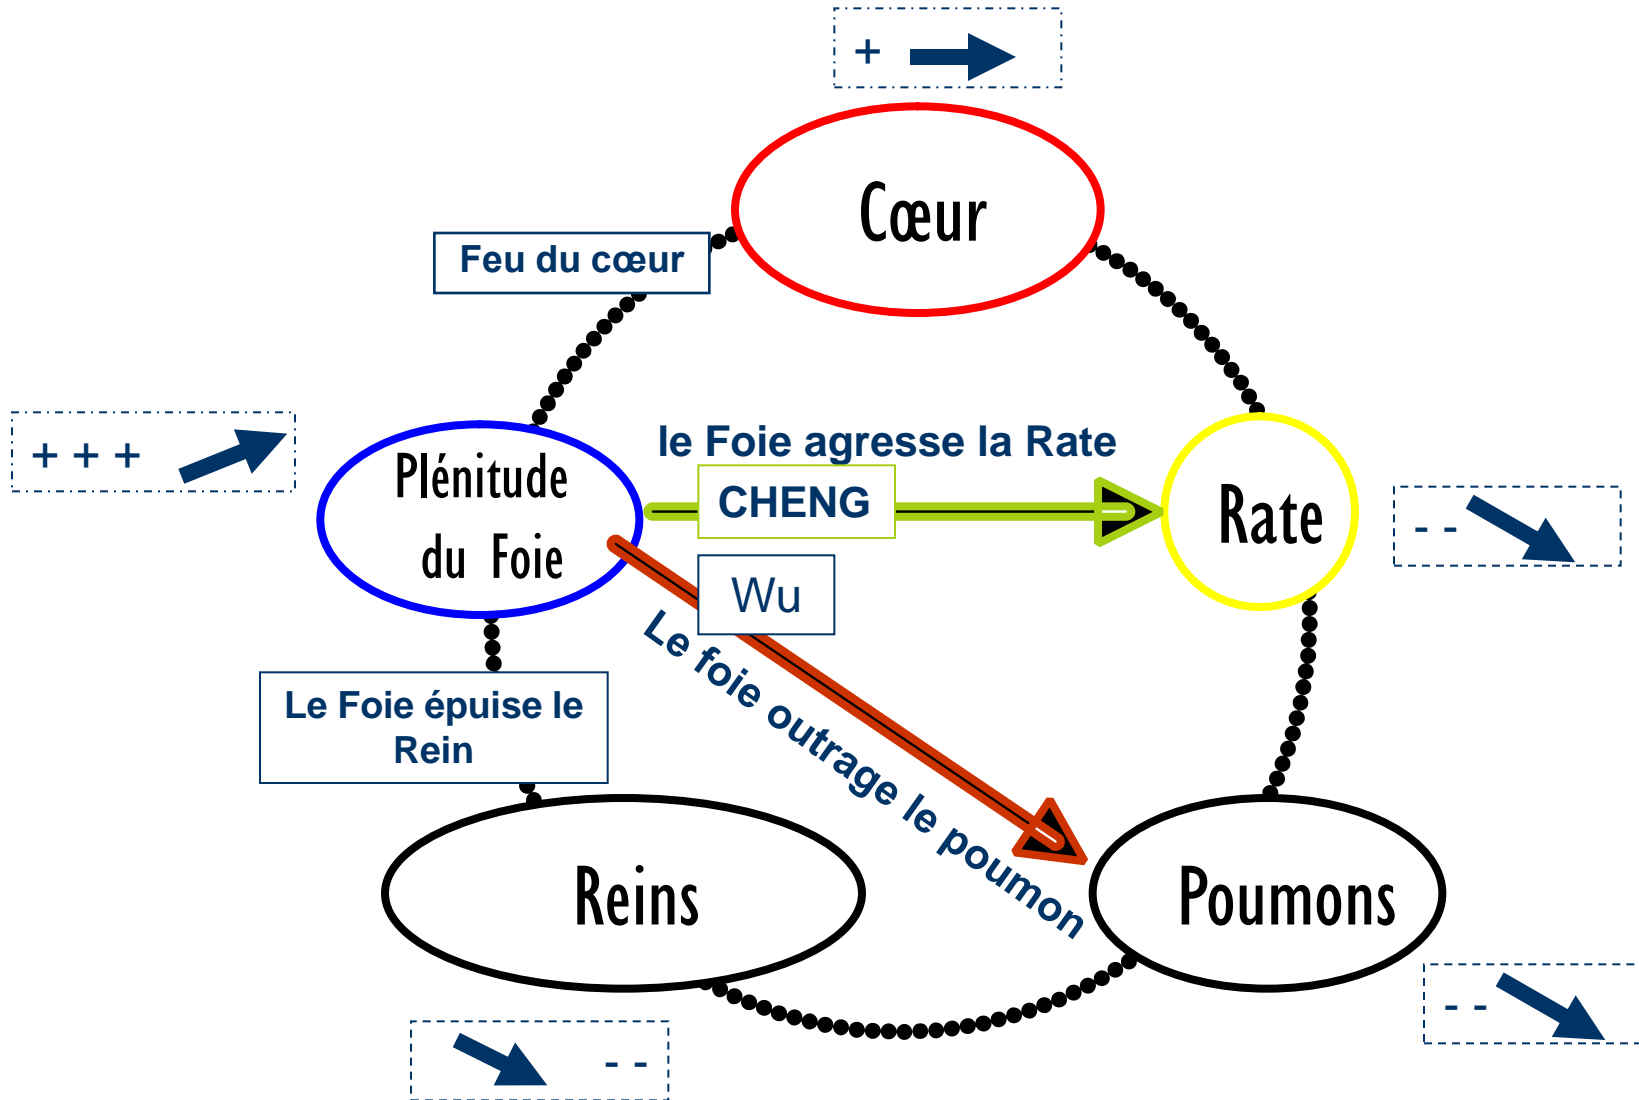 +
Cœur
Feu du cœur
+ + +
le Foie agresse la Rate
Plénitude
du Foie
CHENG
Rate
- -
Wu
Le foie outrage le poumon
Le Foie épuise le
Rein
Reins
Poumons
- -
- -